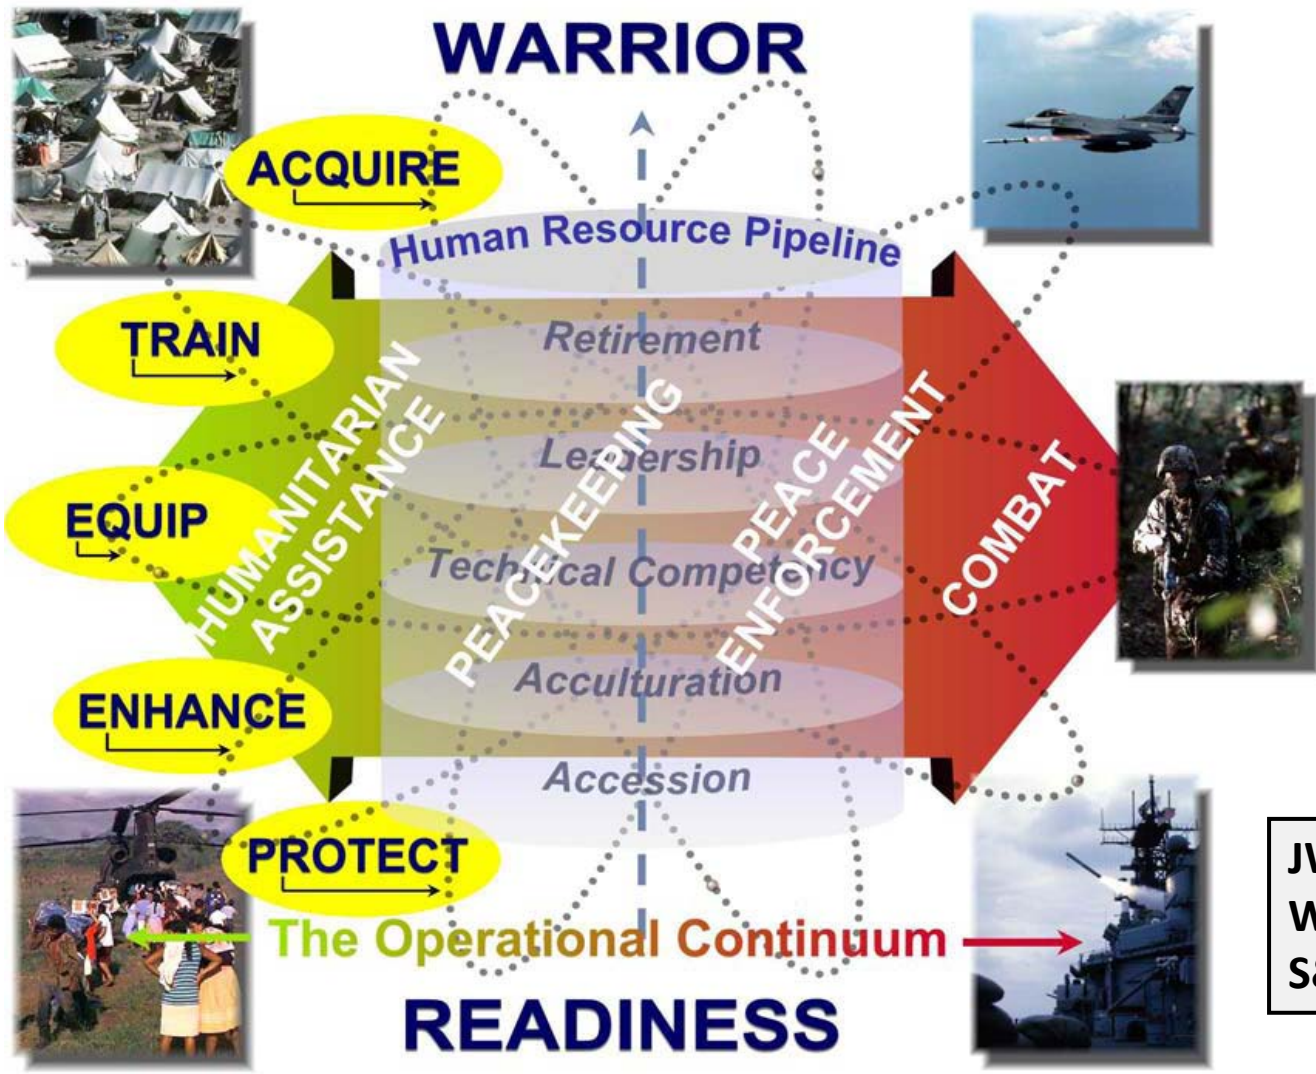 WARRIOR
ACQUIRE
Human Resource Pipeline
TRAIN
Retirement
Leadership
EQUIP
Technical Competency
Acculturation
ENHANCE
Accession
PROTECT
HUMANITARIAN
ASSISTANCE
PEACEKEEPING
PEACE
ENFORCEMENT
COMBAT
The Operational Continuum
READINESS